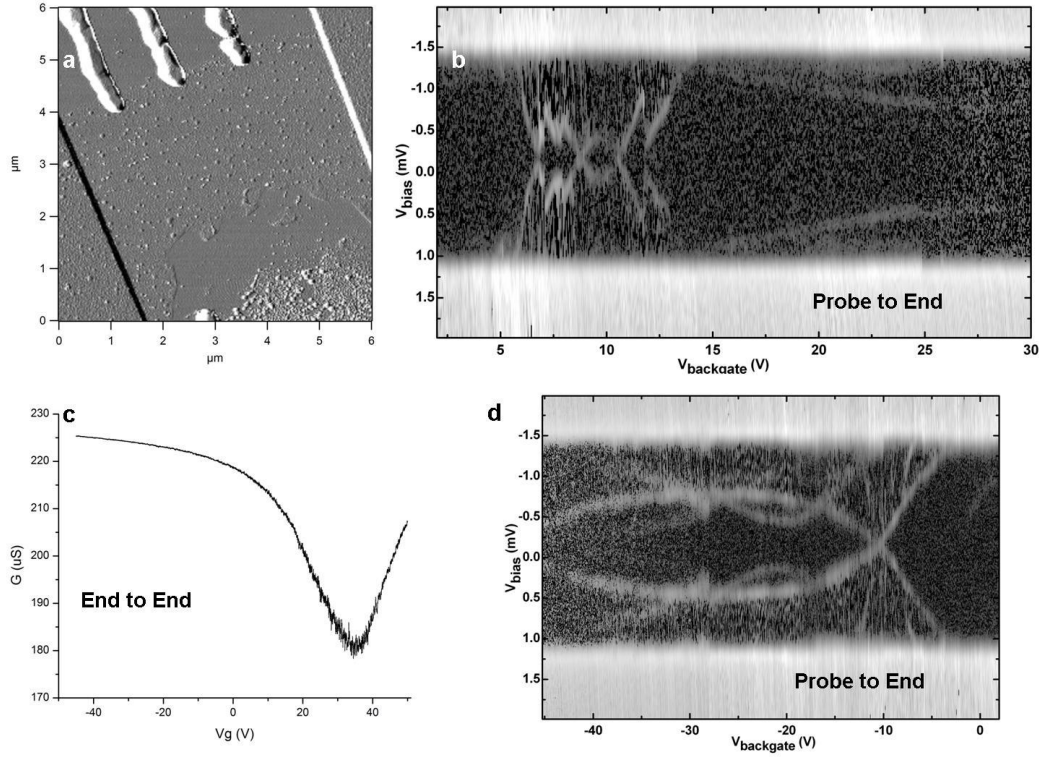 a
6
5
4
3
2
1
0
µm
0 1 2 3 4 5 6
µm
b
-1.5
-1.0
-0.5
0.0
0.5
1.0
1.5
Vbias (mV)
Probe to End
5 10 15 20 25 30
Vbackgate (V)
c
230
220
210
200
190
180
170
G (uS)
End to End
-40 -20 0 20 40
Vg (V)
d
-1.5
-1.0
-0.5
0.0
0.5
1.0
1.5
Vbias (mV)
Probe to End
-40 -30 -20 -10 0
Vbackgate (V)